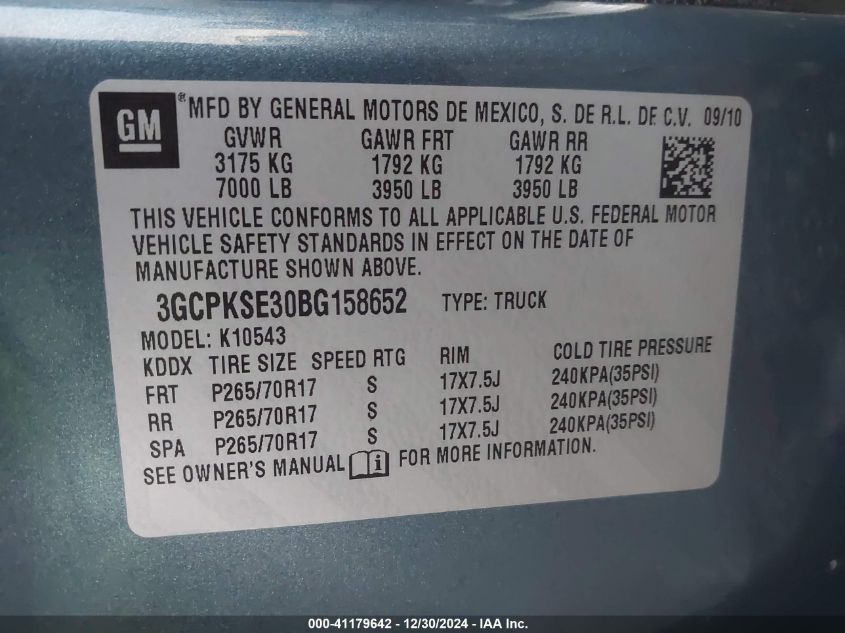 GM ® MFD BY GENERAL MOTORS DE MEXICO, S. DE R.L. DE C.V. 09/10
GVWR GAWR FRT GAWR RR
3175 KG 1792 KG 1792 KG
7000 LB 3950 LB 3950 LB
THIS VEHICLE CONFORMS TO ALL APPLICABLE U.S. FEDERAL MOTOR
VEHICLE SAFETY STANDARDS IN EFFECT ON THE DATE OF
MANUFACTURE SHOWN ABOVE.
3GCPKSE30BG158652 TYPE: TRUCK
MODEL: K10543
KDDX TIRE SIZE SPEED RTG RIM COLD TIRE PRESSURE
FRT P265/70R17 S 17X7.5J 240KPA(35PSI)
RR P265/70R17 S 17X7.5J 240KPA(35PSI)
SPA P265/70R17 S 17X7.5J 240KPA(35PSI)
SEE OWNER'S MANUAL i FOR MORE INFORMATION.
000-41179642 - 12/30/2024 - IAA Inc.